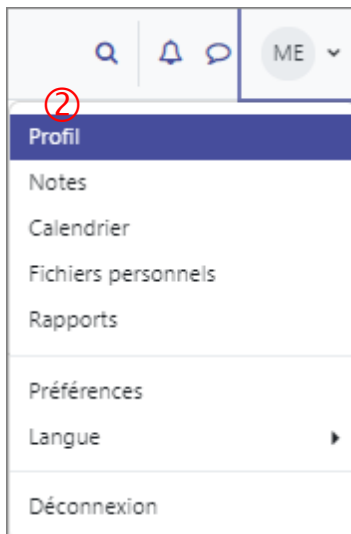 ME
②
Profil
Notes
Calendrier
Fichiers personnels
Rapports
Préférences
Langue
Déconnexion